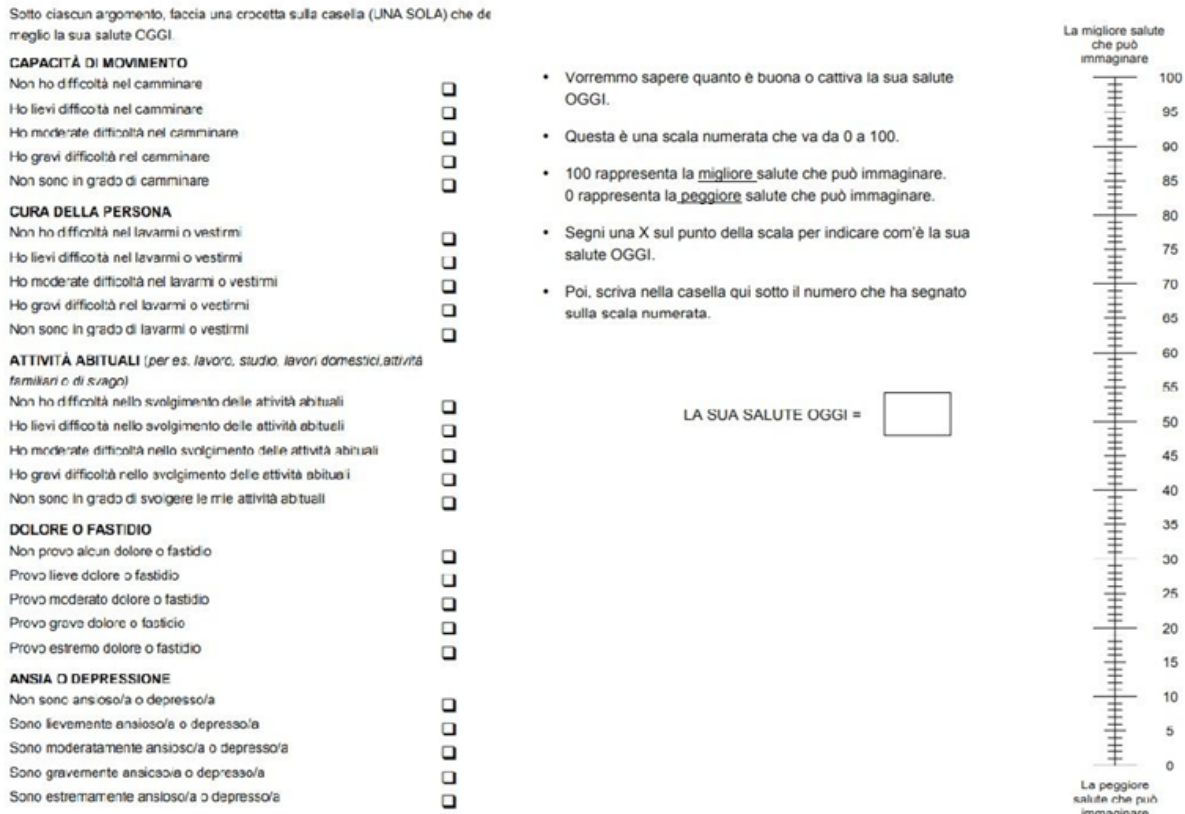 Sotto ciascun argomento, faccia una crocetta sulla casella (UNA SOLA) che de
meglio la sua salute OGGI.
CAPACITÀ DI MOVIMENTO
Non ho difficoltà nel camminare
Ho lievi difficoltà nel camminare
Ho moderate difficoltà nel camminare
Ho gravi difficoltà nel camminare
Non sono in grado di camminare
CURA DELLA PERSONA
Non ho difficoltà nel lavarmi o vestirmi
Ho lievi difficoltà nel lavarmi o vestirmi
Ho moderate difficoltà nel lavarmi o vestirmi
Ho gravi difficoltà nel lavarmi o vestirmi
Non sono in grado di lavarmi o vestirmi
ATTIVITÀ ABITUALI (per es. lavoro, studio, lavori domestici,attività
familiari o di svago)
Non ho difficoltà nello svolgimento delle attività abituali
Ho lievi difficoltà nello svolgimento delle attività abituali
Ho moderate difficoltà nello svolgimento delle attività abituali
Ho gravi difficoltà nello svolgimento delle attività abituali
Non sono in grado di svolgere le mie attività abituali
DOLORE O FASTIDIO
Non provo alcun dolore o fastidio
Provo lieve dolore o fastidio
Provo moderato dolore o fastidio
Provo grave dolore o fastidio
Provo estremo dolore o fastidio
ANSIA O DEPRESSIONE
Non sono ansioso/a o depresso/a
Sono lievemente ansioso/a o depresso/a
Sono moderatamente ansioso/a o depresso/a
Sono gravemente ansioso/a o depresso/a
Sono estremamente ansioso/a o depresso/a
• Vorremmo sapere quanto è buona o cattiva la sua salute
OGGI.
• Questa è una scala numerata che va da 0 a 100.
• 100 rappresenta la migliore salute che può immaginare.
0 rappresenta la peggiore salute che può immaginare.
• Segni una X sul punto della scala per indicare com'è la sua
salute OGGI.
• Poi, scriva nella casella qui sotto il numero che ha segnato
sulla scala numerata.
LA SUA SALUTE OGGI =
La migliore salute
che può
immaginare
100
95
90
85
80
75
70
65
60
55
50
45
40
35
30
25
20
15
10
5
0
La peggiore
salute che può
immaginare